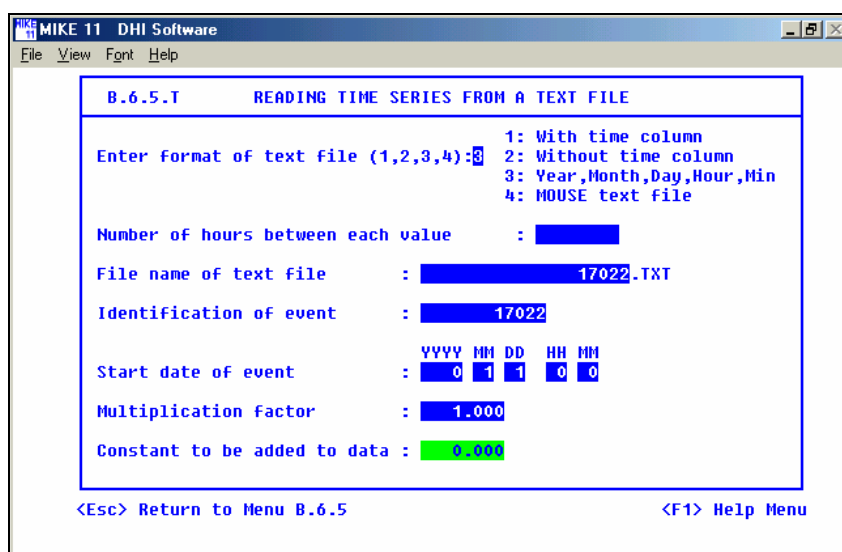 MIKE 11 MIKE 11 DHI Software
File View Font Help
B.6.5.T READING TIME SERIES FROM A TEXT FILE
1: With time column
Enter format of text file (1,2,3,4):3 2: Without time column
3: Year,Month,Day,Hour,Min
4: MOUSE text file
Number of hours between each value :
File name of text file : 17022.TXT
Identification of event : 17022
YYYY MM DD HH MM
Start date of event : 0 1 1 0 0
Multiplication factor : 1.000
Constant to be added to data : 0.000
<Esc> Return to Menu B.6.5 <F1> Help Menu